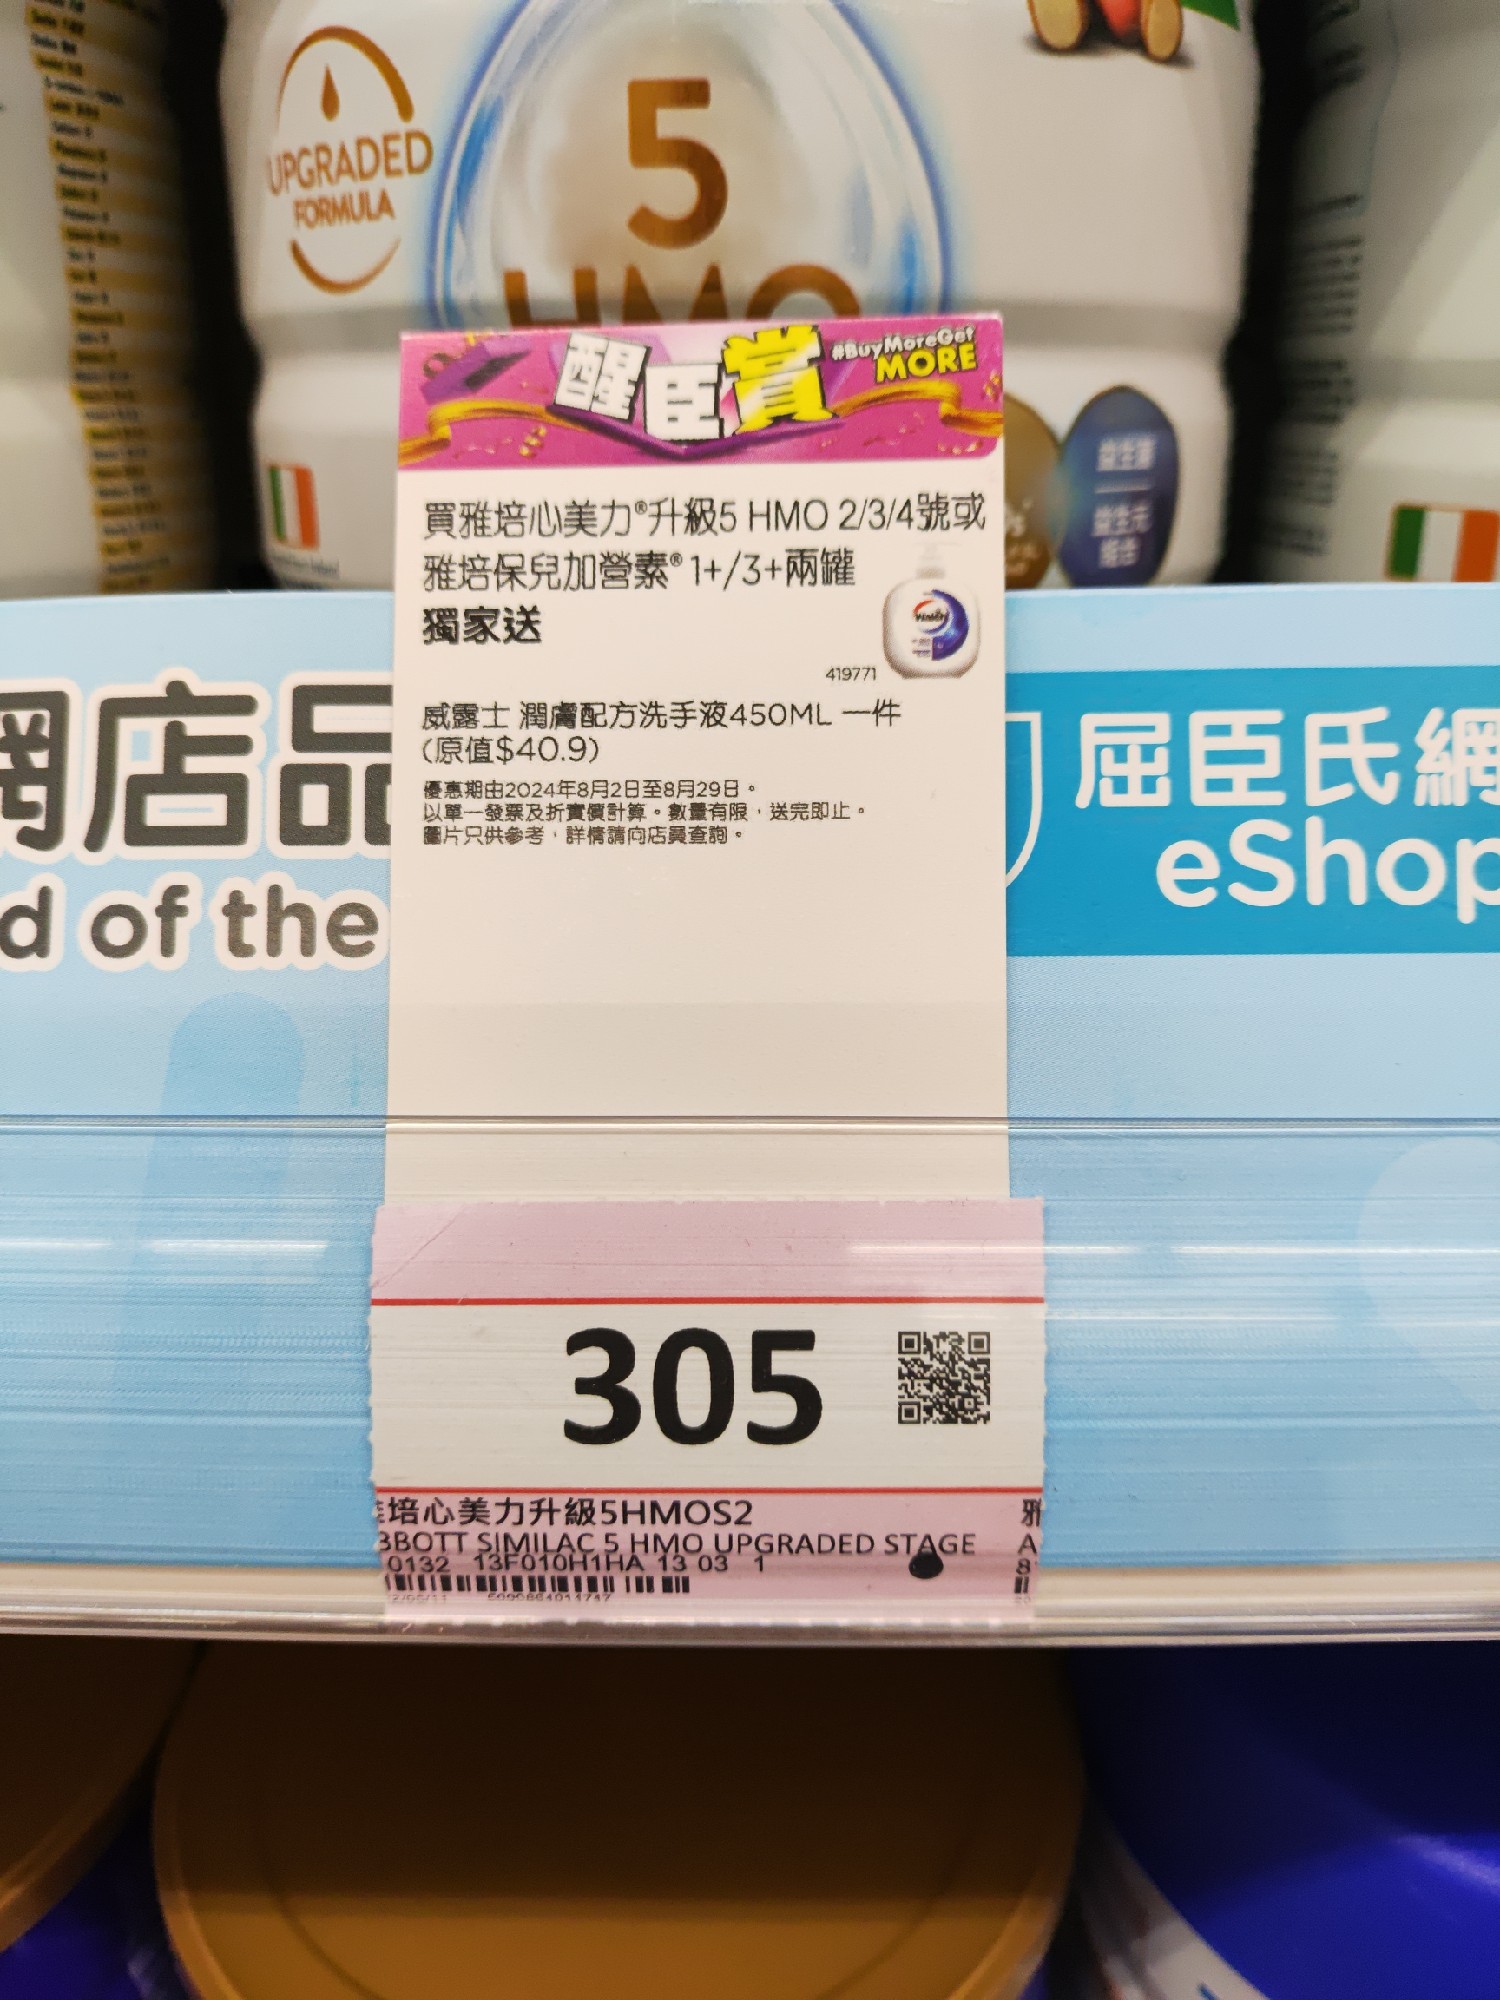 UPGRADED
FORMULA
5
HMO
醒臣賞
#BuyMoreGet
MORE
買雅培心美力®升級5 HMO 2/3/4號或
雅培保兒加營素® 1+/3+兩罐
獨家送
419771
威露士 潤膚配方洗手液450ML 一件
(原值$40.9)
優惠期由2024年8月2日至8月29日。
以單一發票及折實價計算。數量有限，送完即止。
圖片只供參考，詳情請向店員查詢。
網店品
d of the
屈臣氏網
eShop
305
培心美力升級5HMOS2
BBOTT SIMILAC 5 HMO UPGRADED STAGE
0132 13F010H1HA 13 03 1
雅
A
8